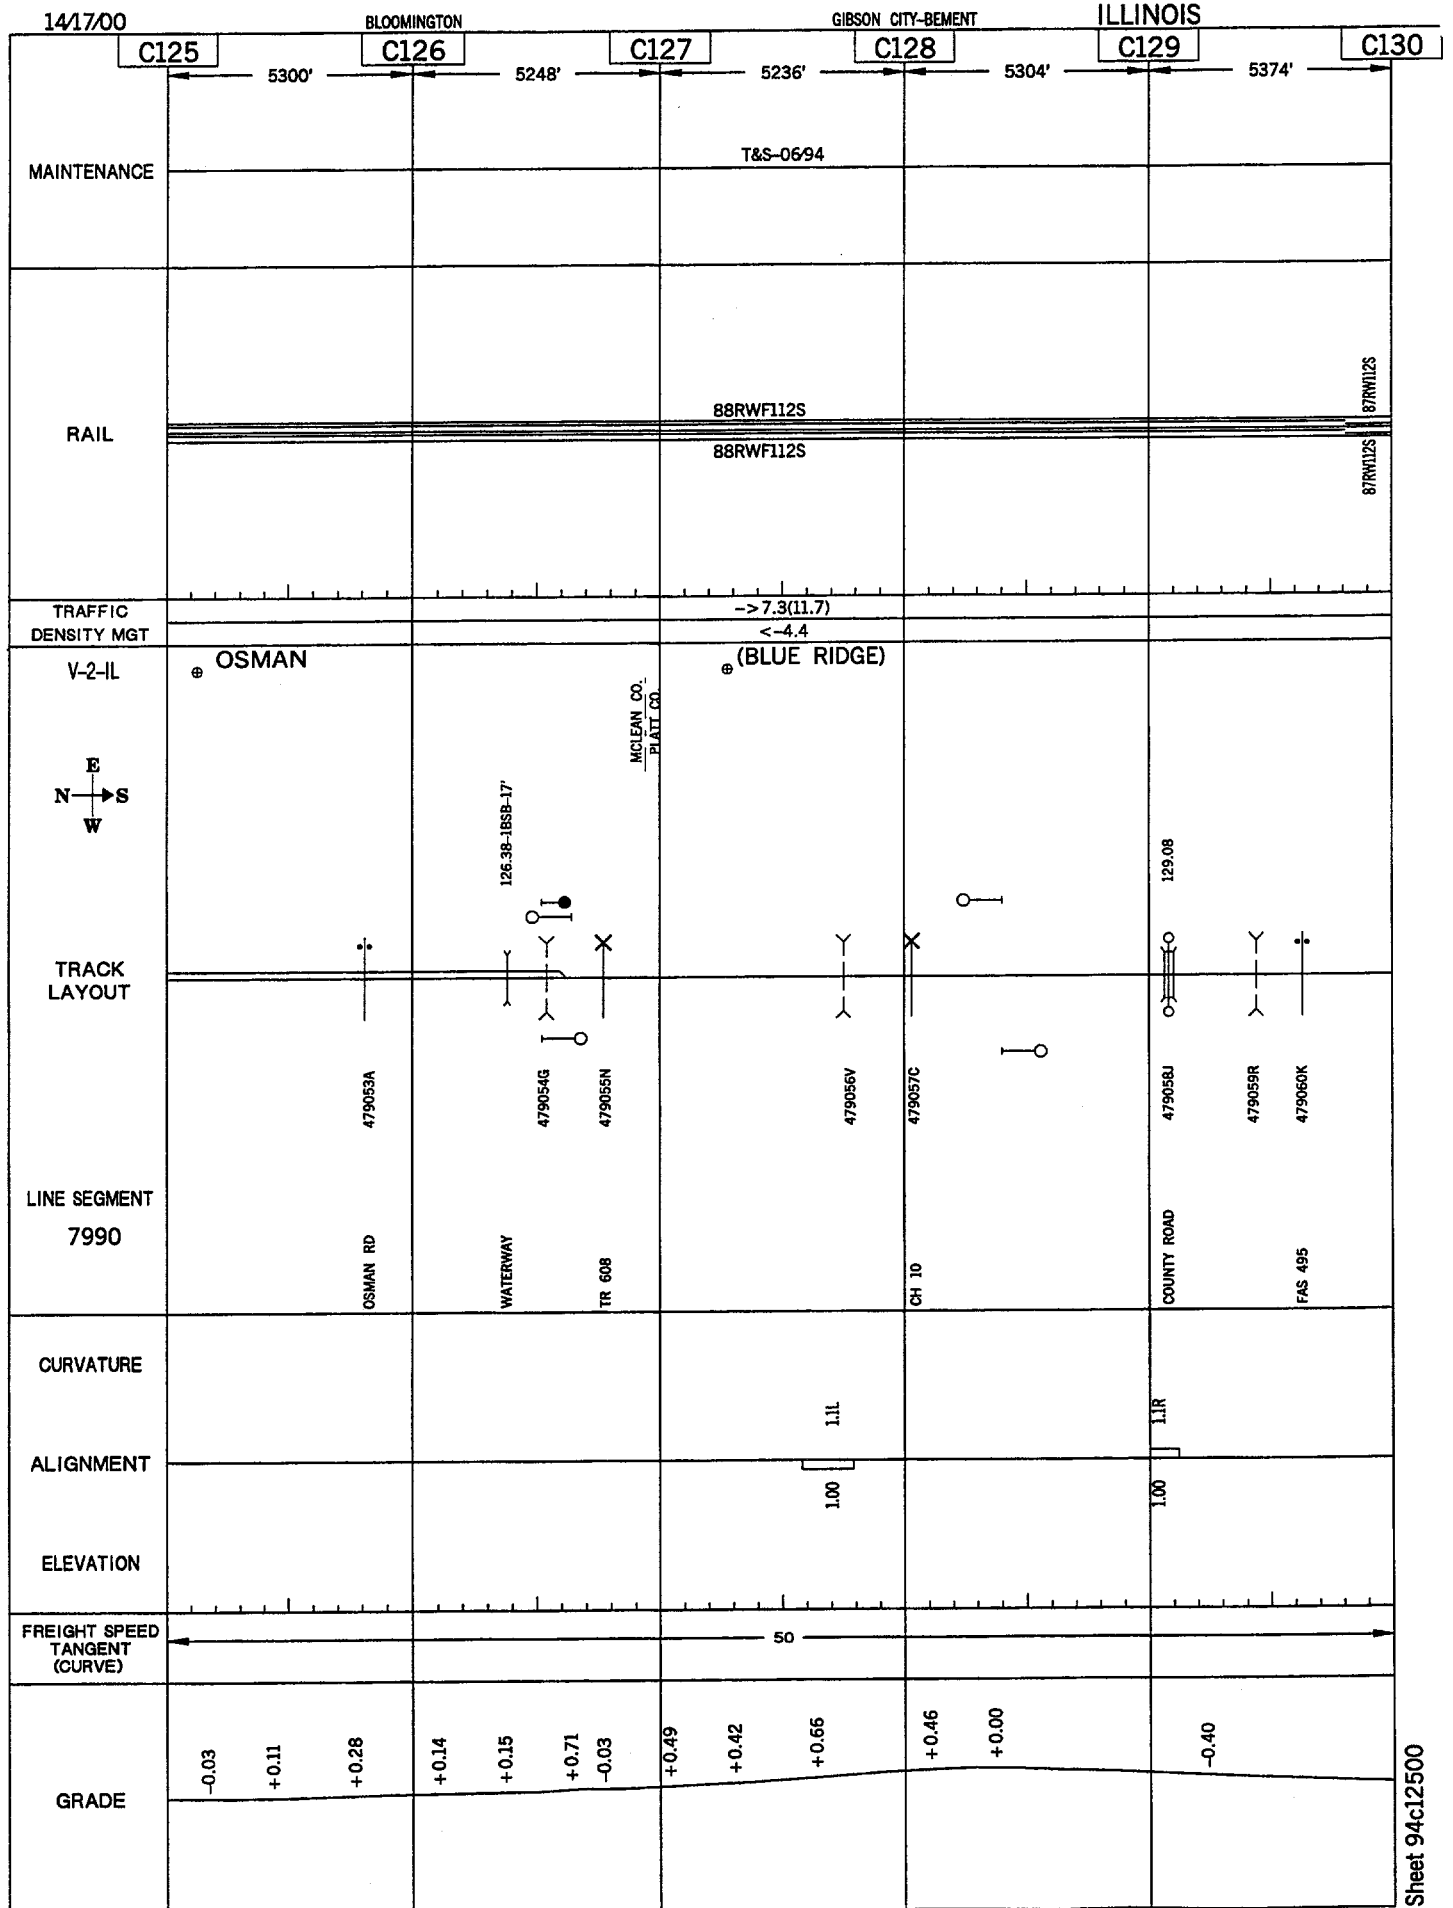 14/17/00 BLOOMINGTON GIBSON CITY-BEMENT ILLINOIS
C125 C126 C127 C128 C129 C130
5300' 5248' 5236' 5304' 5374'
MAINTENANCE
T&S-06/94
RAIL
88RWF112S
88RWF112S
87RW112S
87RW112S
TRAFFIC
DENSITY MGT
->7.3(11.7)
<-4.4
V-2-IL
OSMAN
(BLUE RIDGE)
MCLEAN CO.
PIATT CO.
E
N S
W
126.38-1BSB-17'
129.08
TRACK
LAYOUT
479053A
479054G
479055N
479056V
479057C
479058J
479059R
479060K
LINE SEGMENT
7990
OSMAN RD
WATERWAY
TR 608
CH 10
COUNTY ROAD
FAS 495
CURVATURE
1.1L
1.1R
ALIGNMENT
1.00
1.00
ELEVATION
FREIGHT SPEED
TANGENT
(CURVE)
50
GRADE
-0.03
+0.11
+0.28
+0.14
+0.15
+0.71
-0.03
+0.49
+0.42
+0.66
+0.46
+0.00
-0.40
Sheet 94c12500